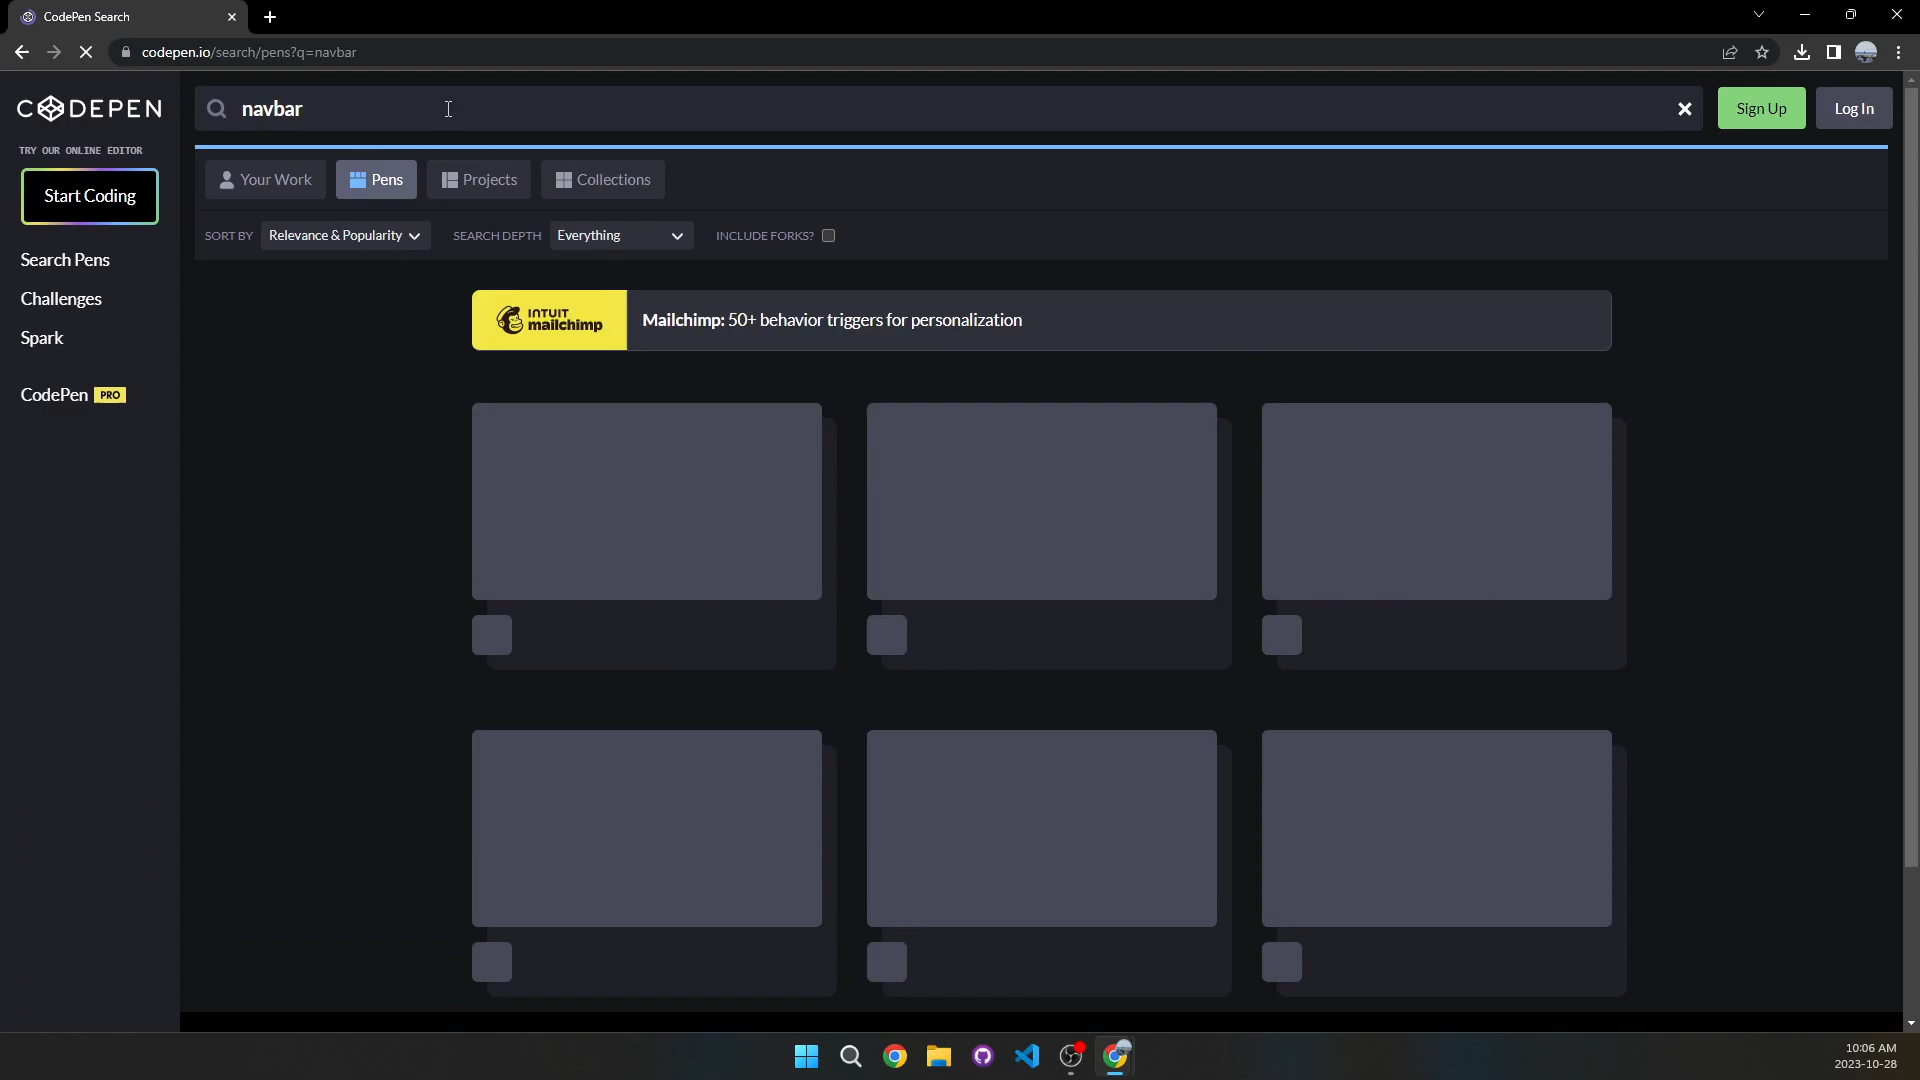 CodePen Search
codepen.io/search/pens?q=navbar
CODEPEN
navbar
Sign Up
Log In
TRY OUR ONLINE EDITOR
Start Coding
Your Work
Pens
Projects
Collections
SORT BY
Relevance & Popularity
SEARCH DEPTH
Everything
INCLUDE FORKS?
Search Pens
Challenges
Spark
CodePen PRO
INTUIT
mailchimp
Mailchimp: 50+ behavior triggers for personalization
10:06 AM
2023-10-28